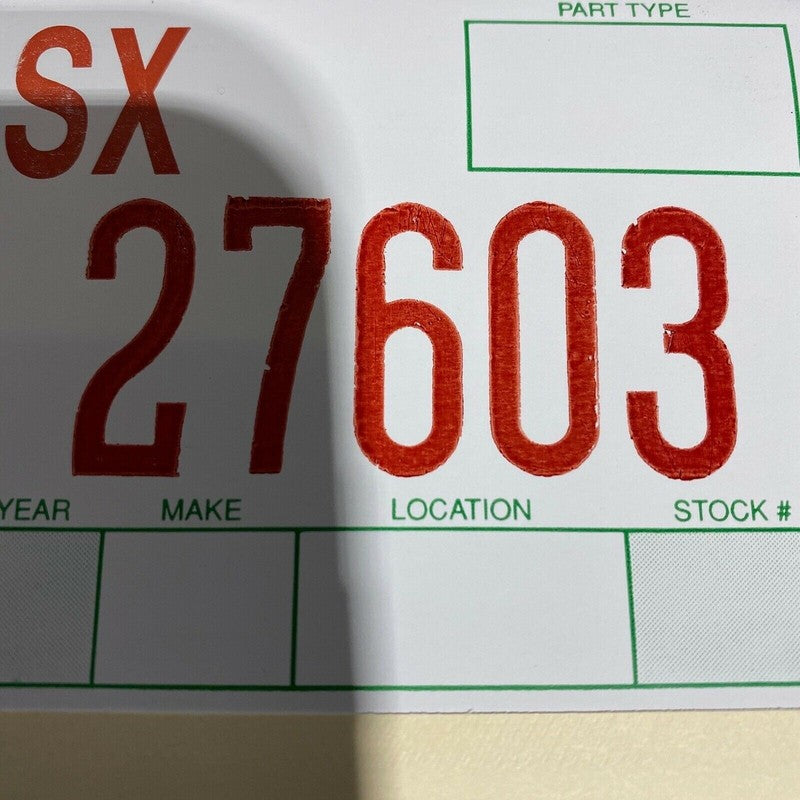 PART TYPE
SX
27603
YEAR MAKE LOCATION STOCK #